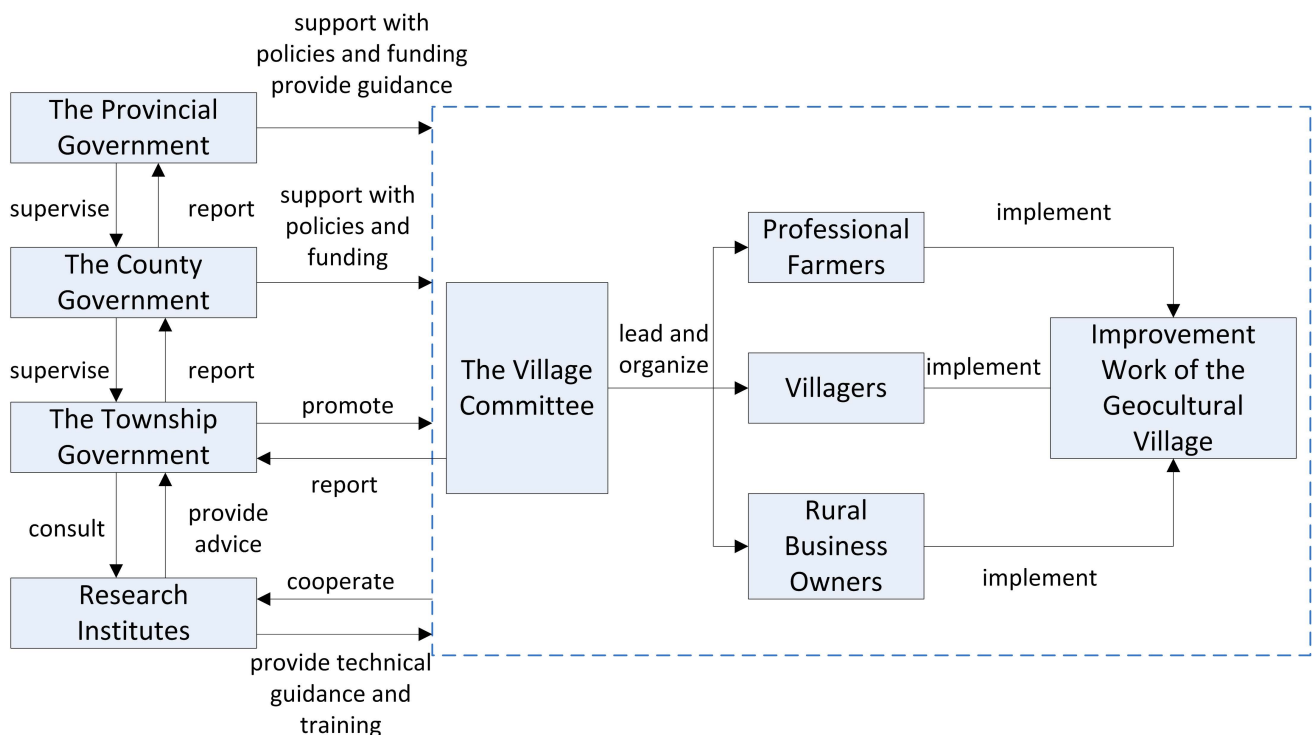 support with
policies and funding
provide guidance
The Provincial
Government
supervise
report
support with
policies and
funding
The County
Government
supervise
report
The Township
Government
promote
report
consult
provide
advice
Research
Institutes
cooperate
provide technical
guidance and
training
The Village
Committee
lead and
organize
Professional
Farmers
implement
Villagers
implement
Rural
Business
Owners
implement
Improvement
Work of the
Geocultural
Village